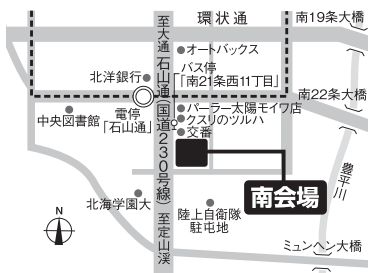 至大通
環状通
南19条大橋
オートバックス
石山通
バス停
「南21条西11丁目」
北洋銀行
南22条大橋
中央図書館
電停
「石山通」
(国道230号線)
パーラー太陽モイワ店
クスリのツルハ
交番
豊平川
南会場
北海学園大
陸上自衛隊
駐屯地
至定山渓
N
ミュンヘン大橋